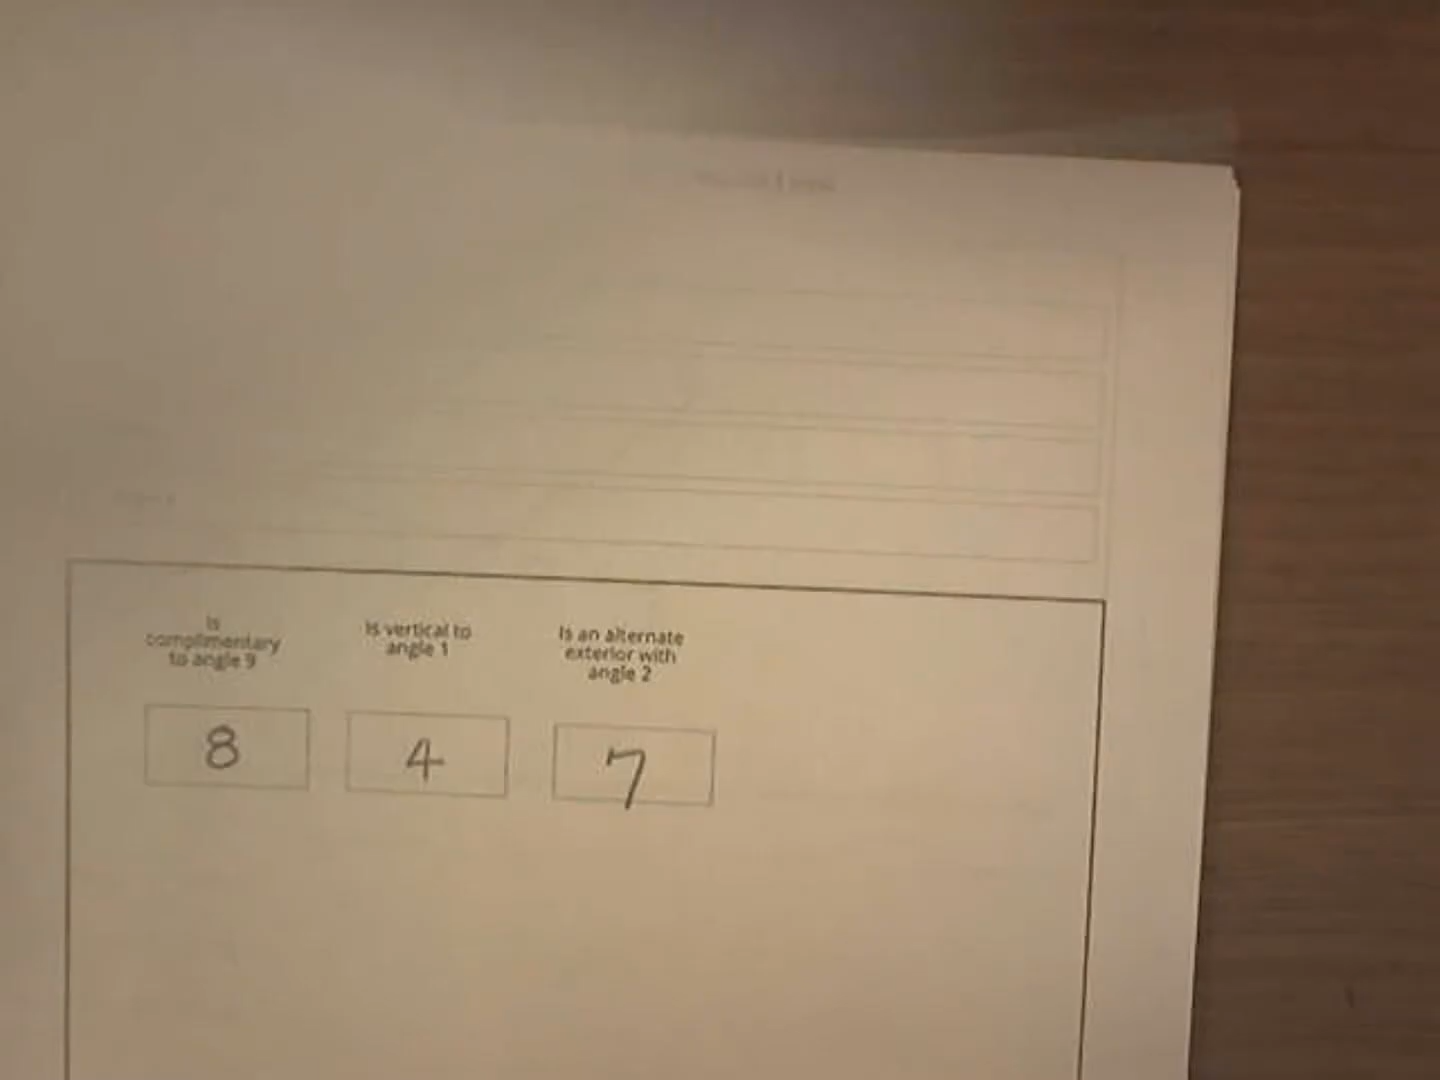 Is
complimentary
to angle 9
Is vertical to
angle 1
Is an alternate
exterior with
angle 2
8
4
7